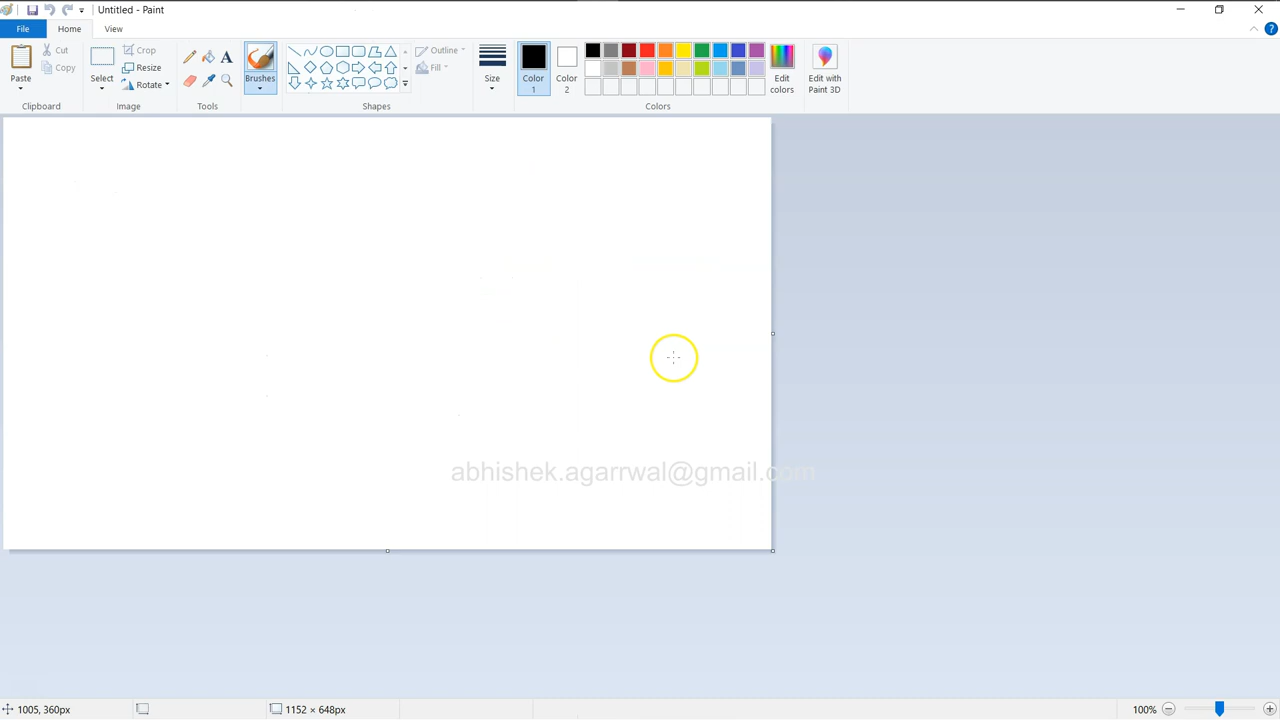 Untitled - Paint
File Home View
Paste
Cut
Copy
Clipboard
Select
Crop
Resize
Rotate
Image
Tools
Brushes
Shapes
Outline
Fill
Size
Color 1
Color 2
Colors
Edit colors
Edit with Paint 3D
abhishek.agarrwal@gmail.com
1005, 360px
1152 × 648px
100%